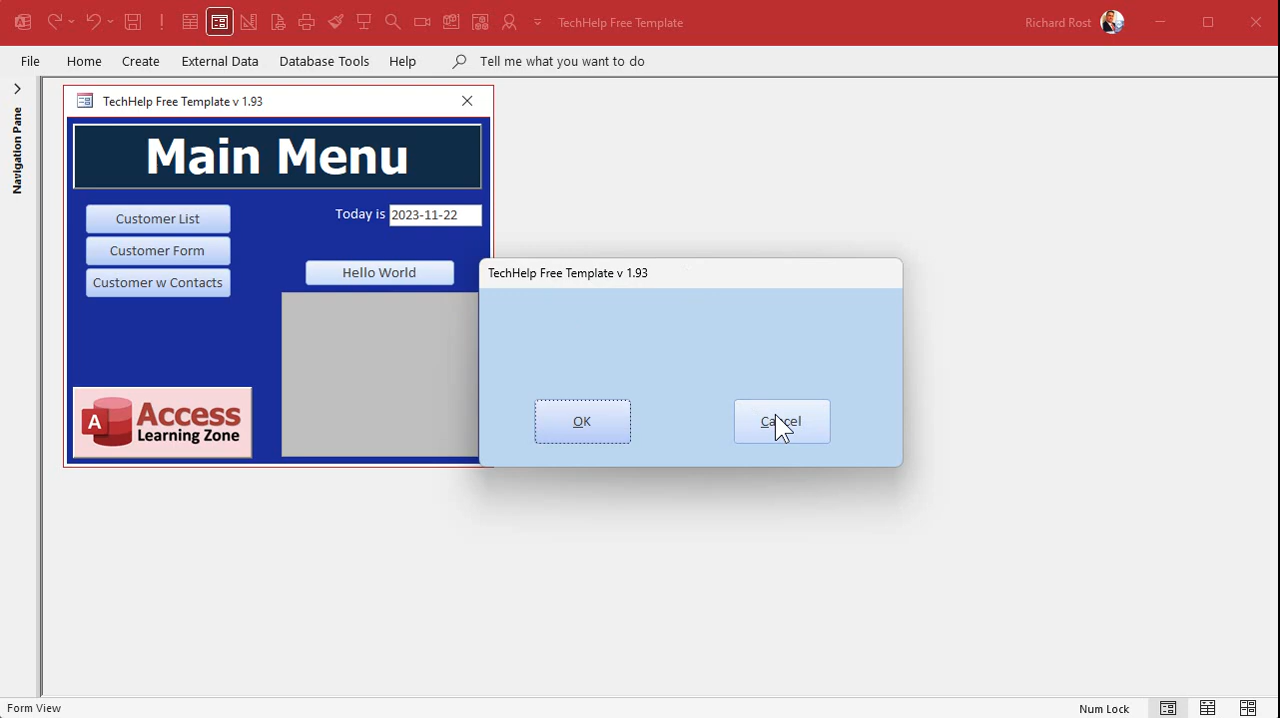 TechHelp Free Template
Richard Rost
File
Home
Create
External Data
Database Tools
Help
Tell me what you want to do
Navigation Pane
TechHelp Free Template v 1.93
Main Menu
Customer List
Customer Form
Customer w Contacts
Today is 2023-11-22
Hello World
A
Access
Learning Zone
TechHelp Free Template v 1.93
OK
Cancel
Form View
Num Lock